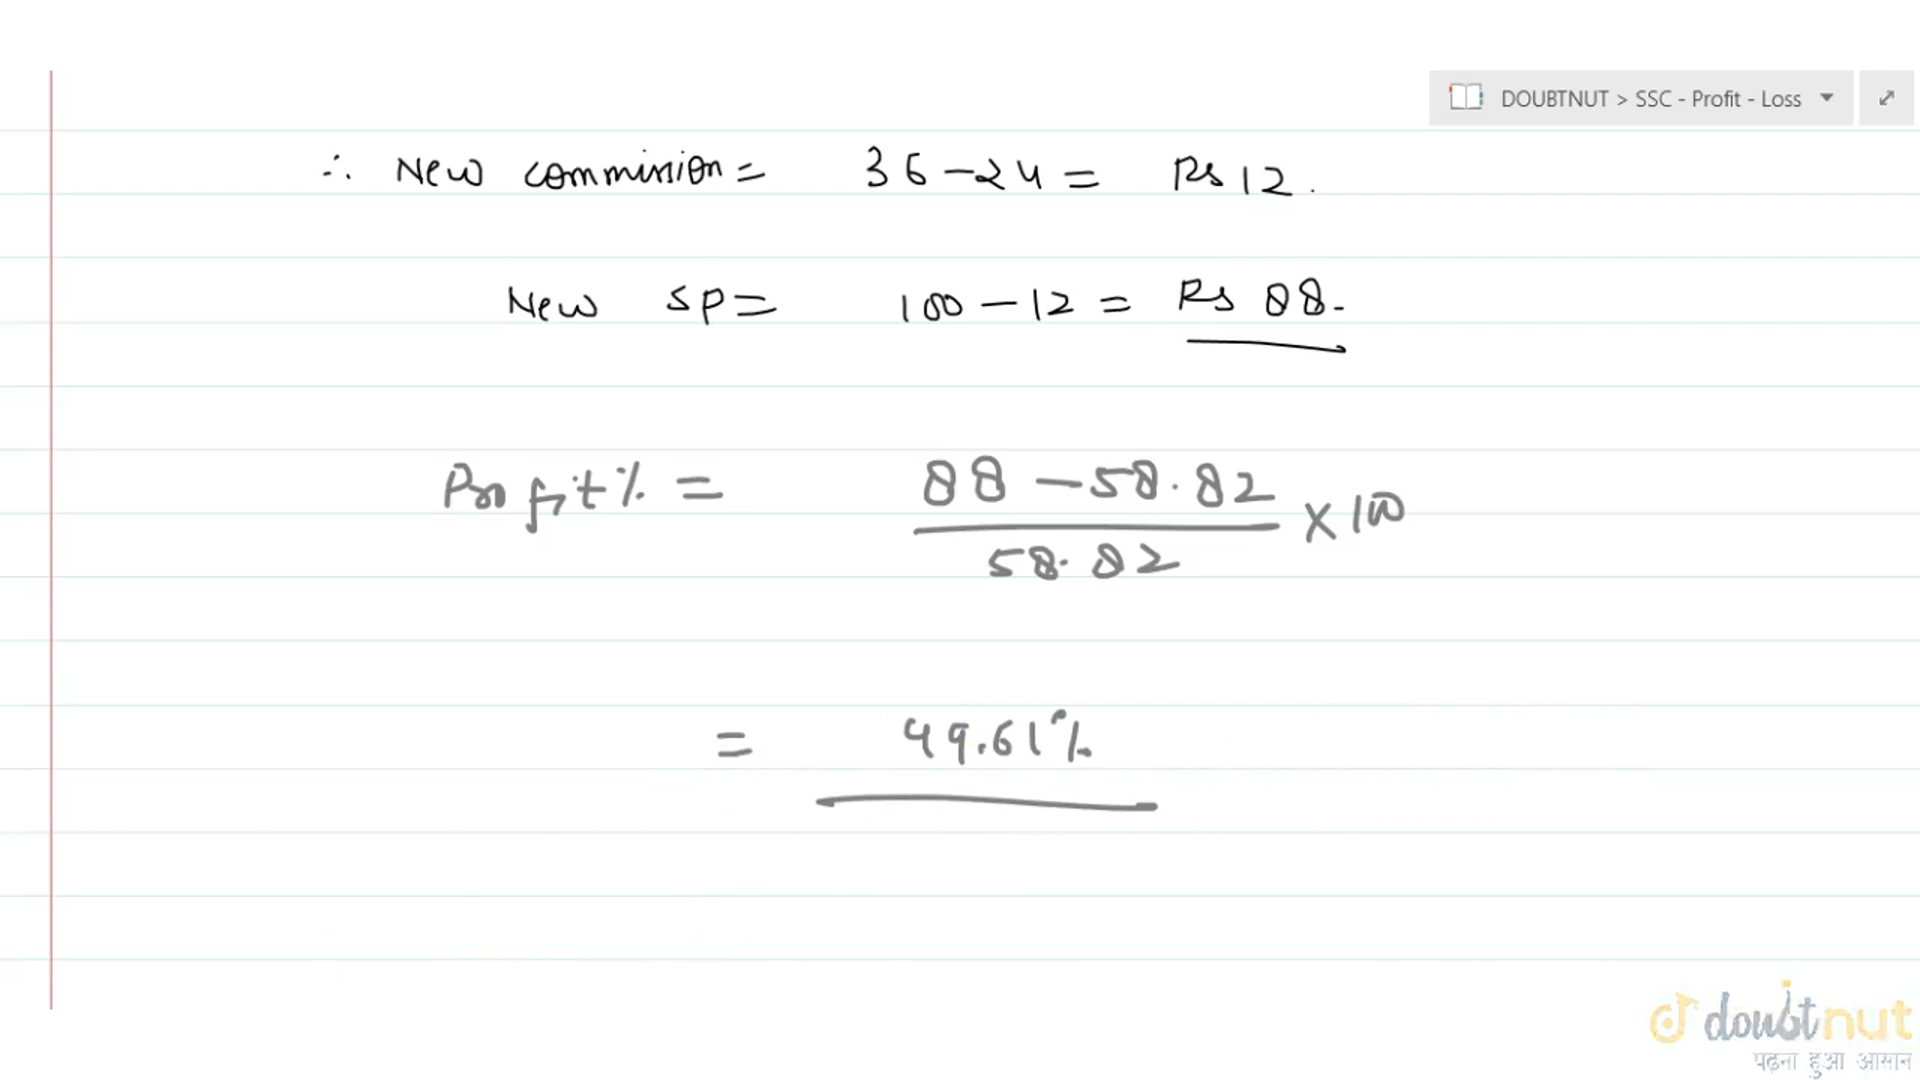 DOUBTNUT > SSC - Profit - Loss
∴ New commision = 36 - 24 = Rs 12.
New SP = 100 - 12 = Rs 88.
Profit % = 88 - 58.82 / 58.82 × 100
= 49.61%
doubtnut
पढ़ना हुआ आसान